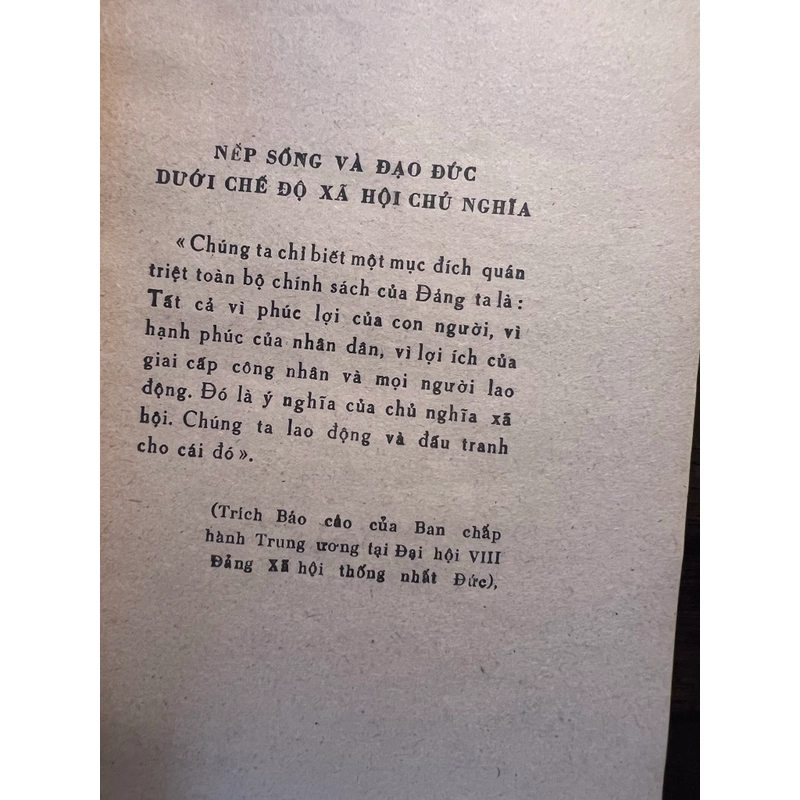 NẾP SỐNG VÀ ĐẠO ĐỨC
DƯỚI CHẾ ĐỘ XÃ HỘI CHỦ NGHĨA
« Chúng ta chỉ biết một mục đích quán
triệt toàn bộ chính sách của Đảng ta là :
Tất cả vì phúc lợi của con người, vì
hạnh phúc của nhân dân, vì lợi ích của
giai cấp công nhân và mọi người lao
động. Đó là ý nghĩa của chủ nghĩa xã
hội. Chúng ta lao động và đấu tranh
cho cái đó ».
(Trích Báo cáo của Ban chấp
hành Trung ương tại Đại hội VIII
Đảng Xã hội thống nhất Đức),